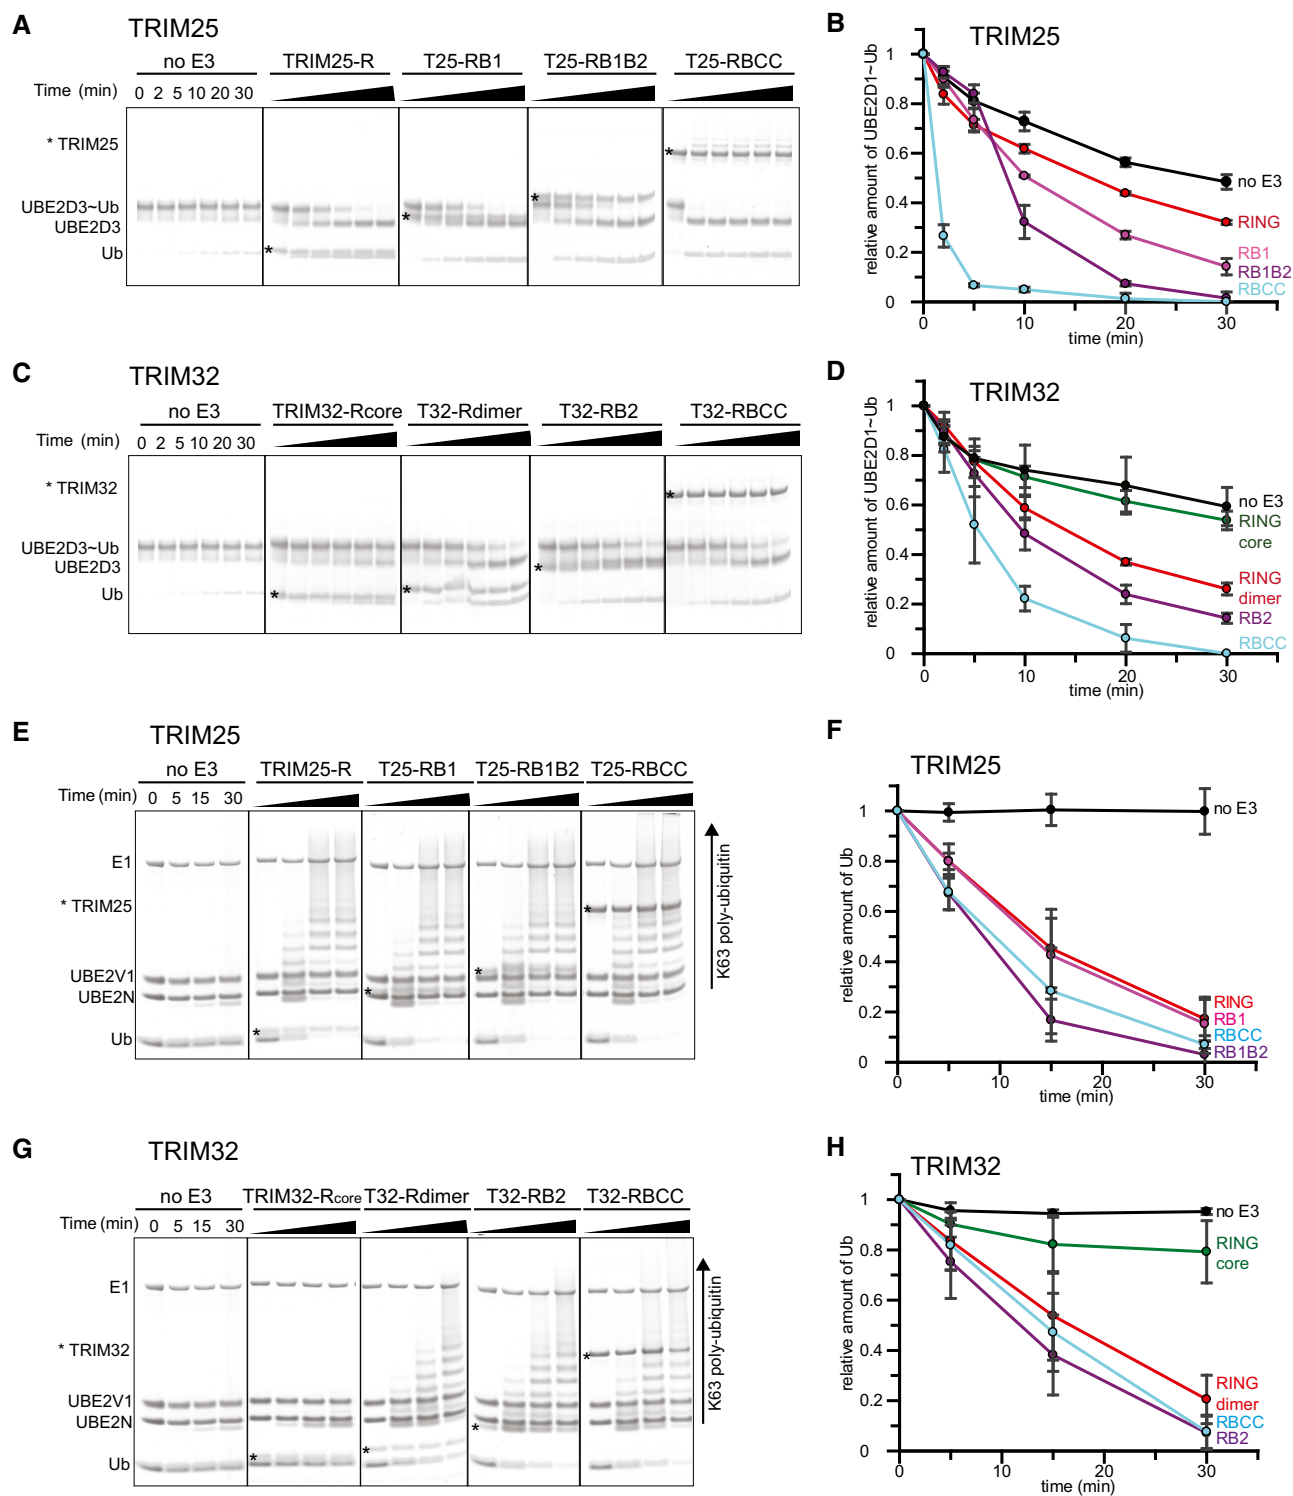 A
TRIM25
no E3 TRIM25-R T25-RB1 T25-RB1B2 T25-RBCC
Time (min) 0 2 5 10 20 30
* TRIM25
*
*
*
*
UBE2D3~Ub
UBE2D3
Ub
B
TRIM25
relative amount of UBE2D1~Ub
1
0.8
0.6
0.4
0.2
0
no E3
RING
RB1
RB1B2
RBCC
0 10 20 30
time (min)
C
TRIM32
no E3 TRIM32-Rcore T32-Rdimer T32-RB2 T32-RBCC
Time (min) 0 2 5 10 20 30
* TRIM32
*
*
*
*
UBE2D3~Ub
UBE2D3
Ub
D
TRIM32
relative amount of UBE2D1~Ub
1
0.8
0.6
0.4
0.2
0
no E3
RING
core
RING
dimer
RB2
RBCC
0 10 20 30
time (min)
E
TRIM25
no E3 TRIM25-R T25-RB1 T25-RB1B2 T25-RBCC
Time (min) 0 5 15 30
E1
* TRIM25
*
*
*
*
UBE2V1
UBE2N
Ub
K63 poly-ubiquitin
F
TRIM25
relative amount of Ub
1
0.8
0.6
0.4
0.2
0
no E3
RING
RB1
RBCC
RB1B2
0 10 20 30
time (min)
G
TRIM32
no E3 TRIM32-Rcore T32-Rdimer T32-RB2 T32-RBCC
Time (min) 0 5 15 30
E1
* TRIM32
*
*
*
*
UBE2V1
UBE2N
Ub
K63 poly-ubiquitin
H
TRIM32
relative amount of Ub
1
0.8
0.6
0.4
0.2
0
no E3
RING
core
RING
dimer
RBCC
RB2
0 10 20 30
time (min)